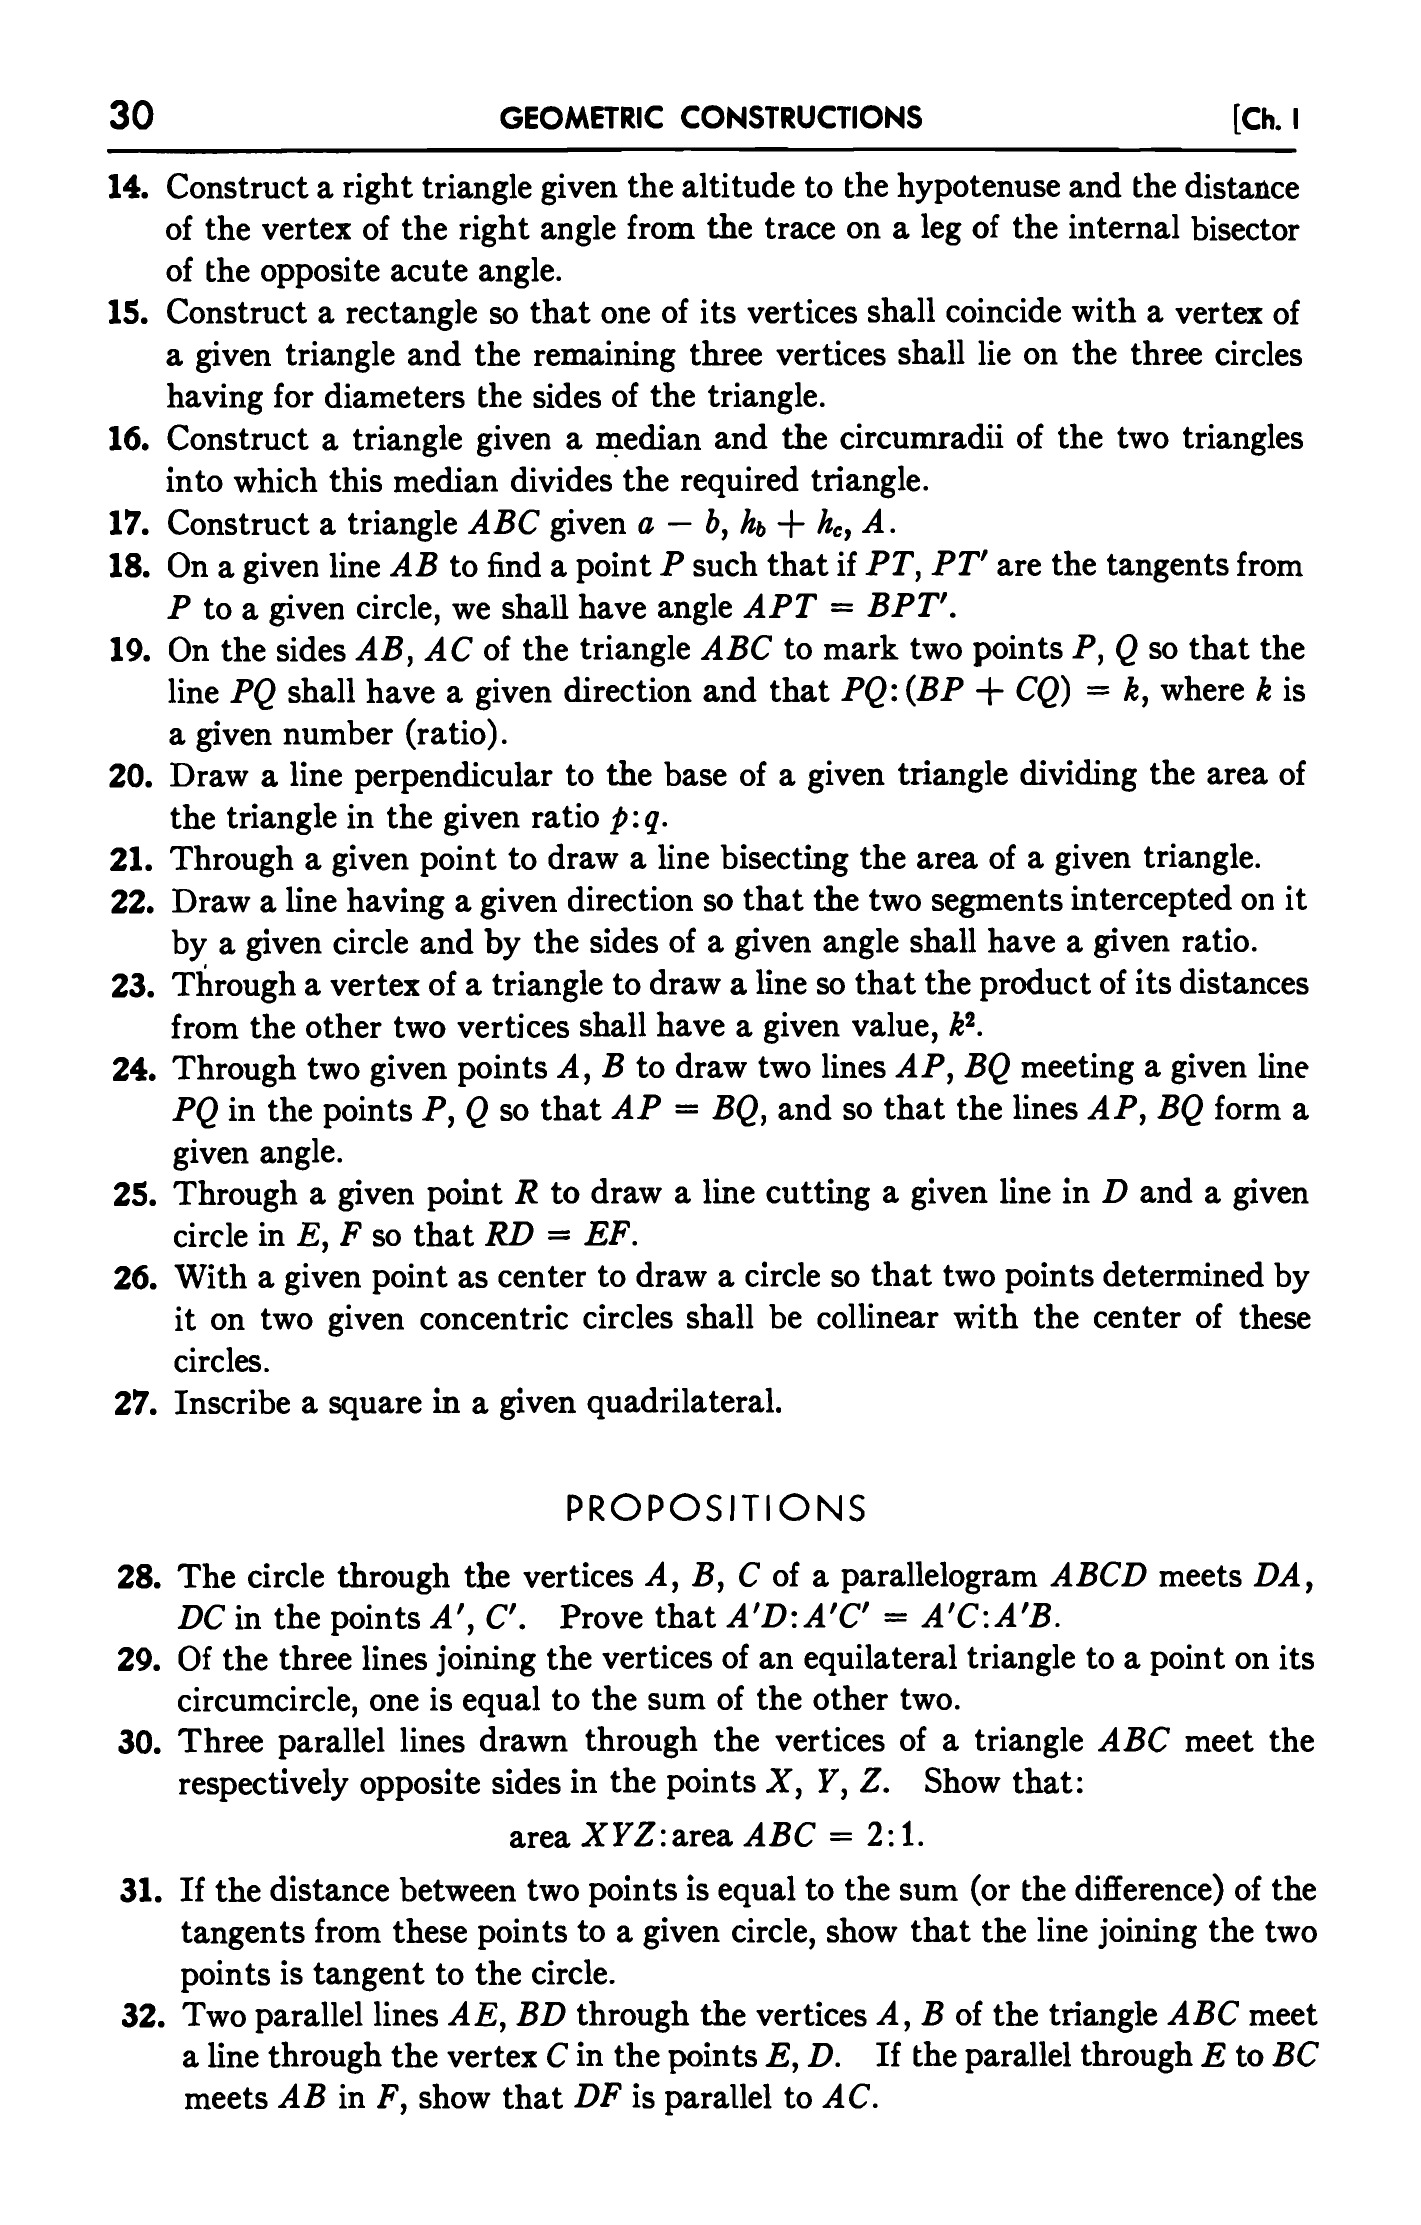 30 GEOMETRIC CONSTRUCTIONS [Ch. I
14. Construct a right triangle given the altitude to the hypotenuse and the distance
of the vertex of the right angle from the trace on a leg of the internal bisector
of the opposite acute angle.
15. Construct a rectangle so that one of its vertices shall coincide with a vertex of
a given triangle and the remaining three vertices shall lie on the three circles
having for diameters the sides of the triangle.
16. Construct a triangle given a median and the circumradii of the two triangles
into which this median divides the required triangle.
17. Construct a triangle ABC given a − b, h_b + h_c, A.
18. On a given line AB to find a point P such that if PT, PT′ are the tangents from
P to a given circle, we shall have angle APT = BPT′.
19. On the sides AB, AC of the triangle ABC to mark two points P, Q so that the
line PQ shall have a given direction and that PQ:(BP + CQ) = k, where k is
a given number (ratio).
20. Draw a line perpendicular to the base of a given triangle dividing the area of
the triangle in the given ratio p:q.
21. Through a given point to draw a line bisecting the area of a given triangle.
22. Draw a line having a given direction so that the two segments intercepted on it
by a given circle and by the sides of a given angle shall have a given ratio.
23. Through a vertex of a triangle to draw a line so that the product of its distances
from the other two vertices shall have a given value, k².
24. Through two given points A, B to draw two lines AP, BQ meeting a given line
PQ in the points P, Q so that AP = BQ, and so that the lines AP, BQ form a
given angle.
25. Through a given point R to draw a line cutting a given line in D and a given
circle in E, F so that RD = EF.
26. With a given point as center to draw a circle so that two points determined by
it on two given concentric circles shall be collinear with the center of these
circles.
27. Inscribe a square in a given quadrilateral.
PROPOSITIONS
28. The circle through the vertices A, B, C of a parallelogram ABCD meets DA,
DC in the points A′, C′. Prove that A′D:A′C′ = A′C:A′B.
29. Of the three lines joining the vertices of an equilateral triangle to a point on its
circumcircle, one is equal to the sum of the other two.
30. Three parallel lines drawn through the vertices of a triangle ABC meet the
respectively opposite sides in the points X, Y, Z. Show that:
area XYZ:area ABC = 2:1.
31. If the distance between two points is equal to the sum (or the difference) of the
tangents from these points to a given circle, show that the line joining the two
points is tangent to the circle.
32. Two parallel lines AE, BD through the vertices A, B of the triangle ABC meet
a line through the vertex C in the points E, D. If the parallel through E to BC
meets AB in F, show that DF is parallel to AC.